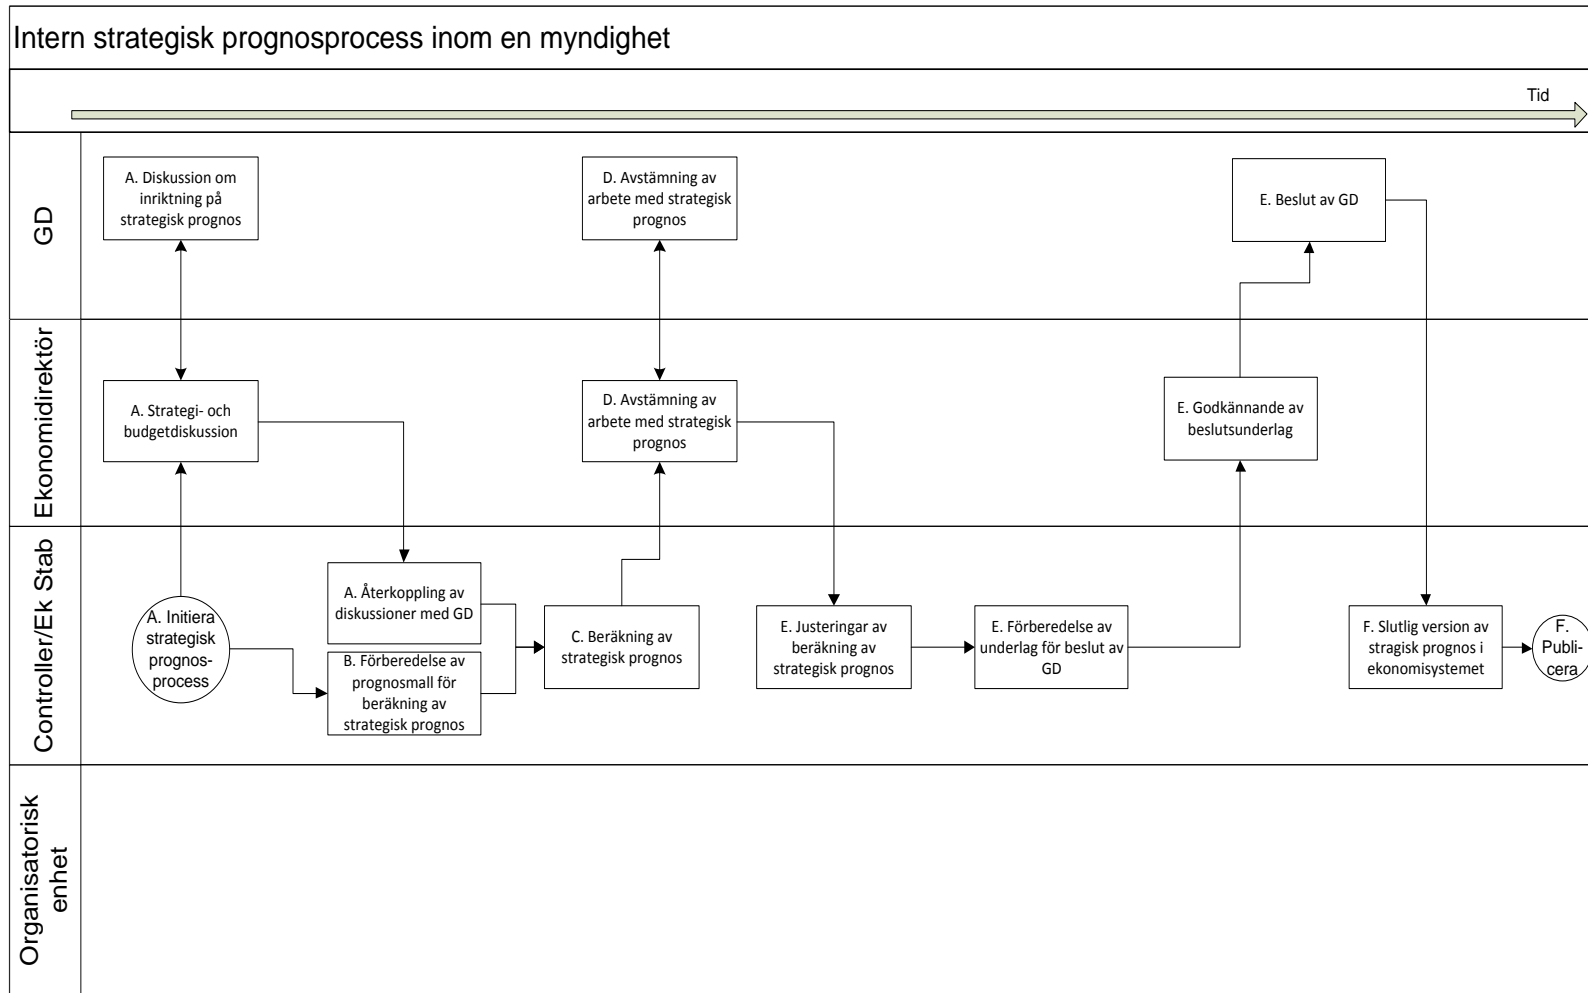 Intern strategisk prognosprocess inom en myndighet
Tid
GD
A. Diskussion om
inriktning på
strategisk prognos
D. Avstämning av
arbete med strategisk
prognos
E. Beslut av GD
Ekonomidirektör
A. Strategi- och
budgetdiskussion
D. Avstämning av
arbete med strategisk
prognos
E. Godkännande av
beslutsunderlag
Controller/Ek Stab
A. Initiera
strategisk
prognos-
process
A. Återkoppling av
diskussioner med GD
B. Förberedelse av
prognosmall för
beräkning av
strategisk prognos
C. Beräkning av
strategisk prognos
E. Justeringar av
beräkning av
strategisk prognos
E. Förberedelse av
underlag för beslut av
GD
F. Slutlig version av
stragisk prognos i
ekonomisystemet
F.
Publi-
cera
Organisatorisk
enhet